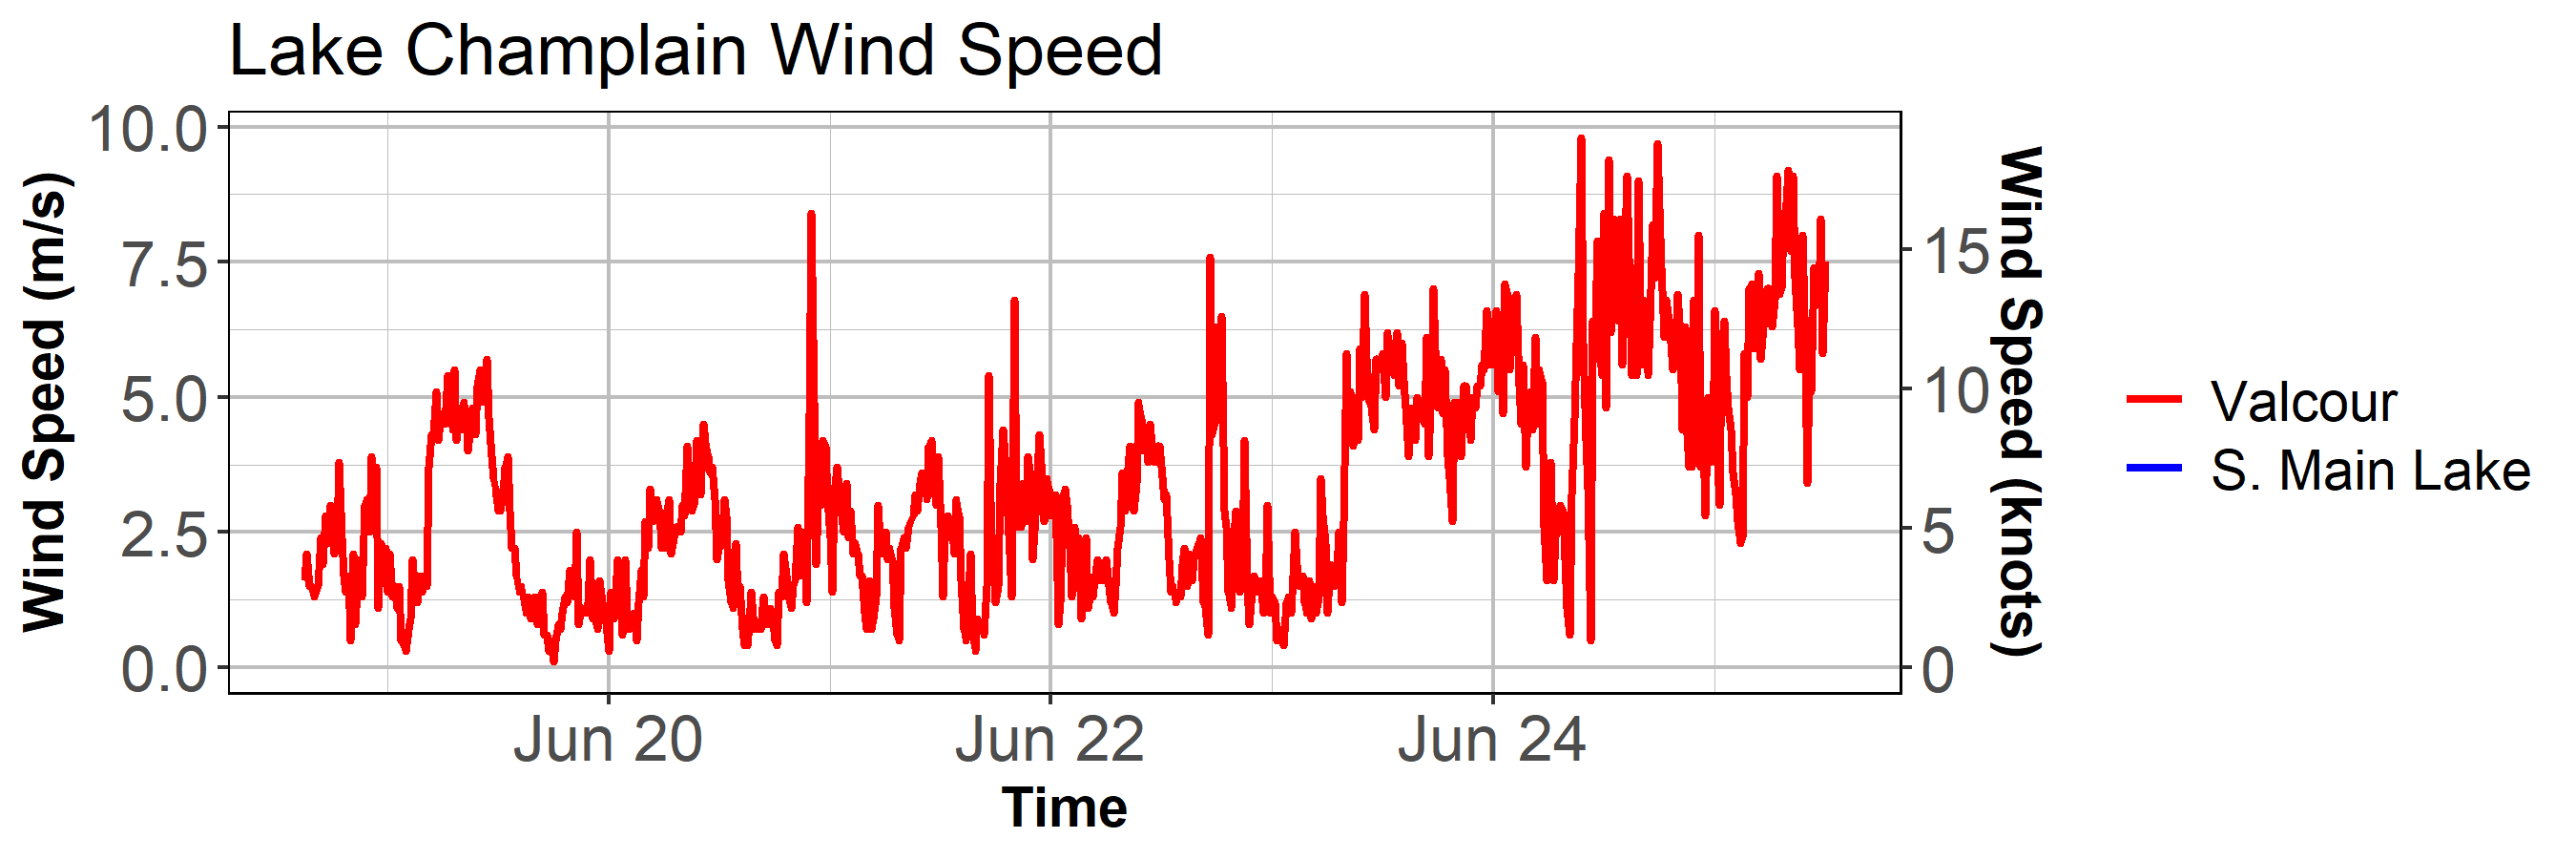 Lake Champlain Wind Speed
Wind Speed (m/s)
10.0
7.5
5.0
2.5
0.0
Jun 20
Jun 22
Jun 24
Time
15
10
5
0
Wind Speed (knots)
Valcour
S. Main Lake